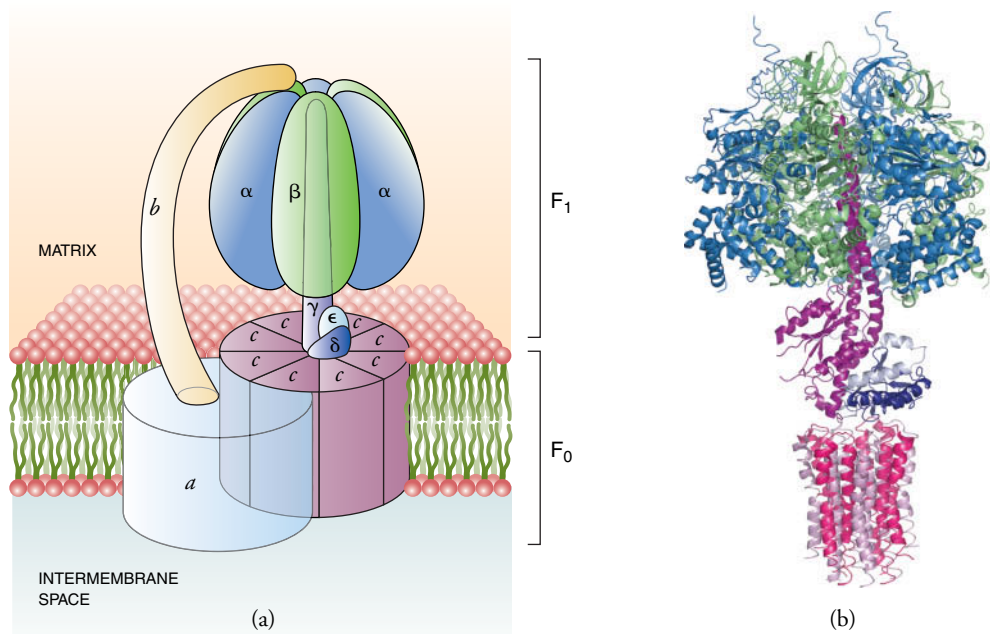 b
α
β
α
F₁
MATRIX
γ
ϵ
δ
c
c
c
c
c
c
c
c
F₀
a
INTERMEMBRANE
SPACE
(a)
(b)